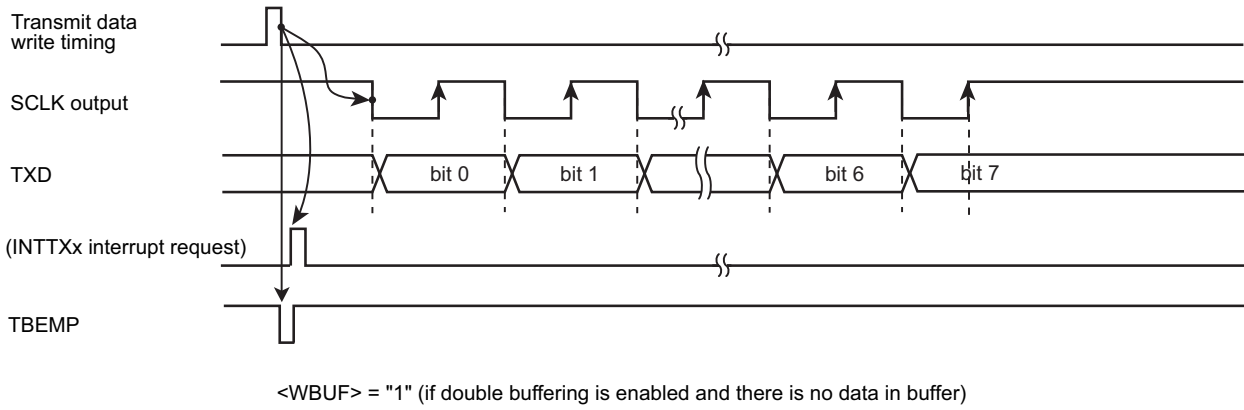 Transmit data
write timing
SCLK output
TXD
bit 0
bit 1
bit 6
bit 7
(INTTXx interrupt request)
TBEMP
<WBUF> = "1" (if double buffering is enabled and there is no data in buffer)